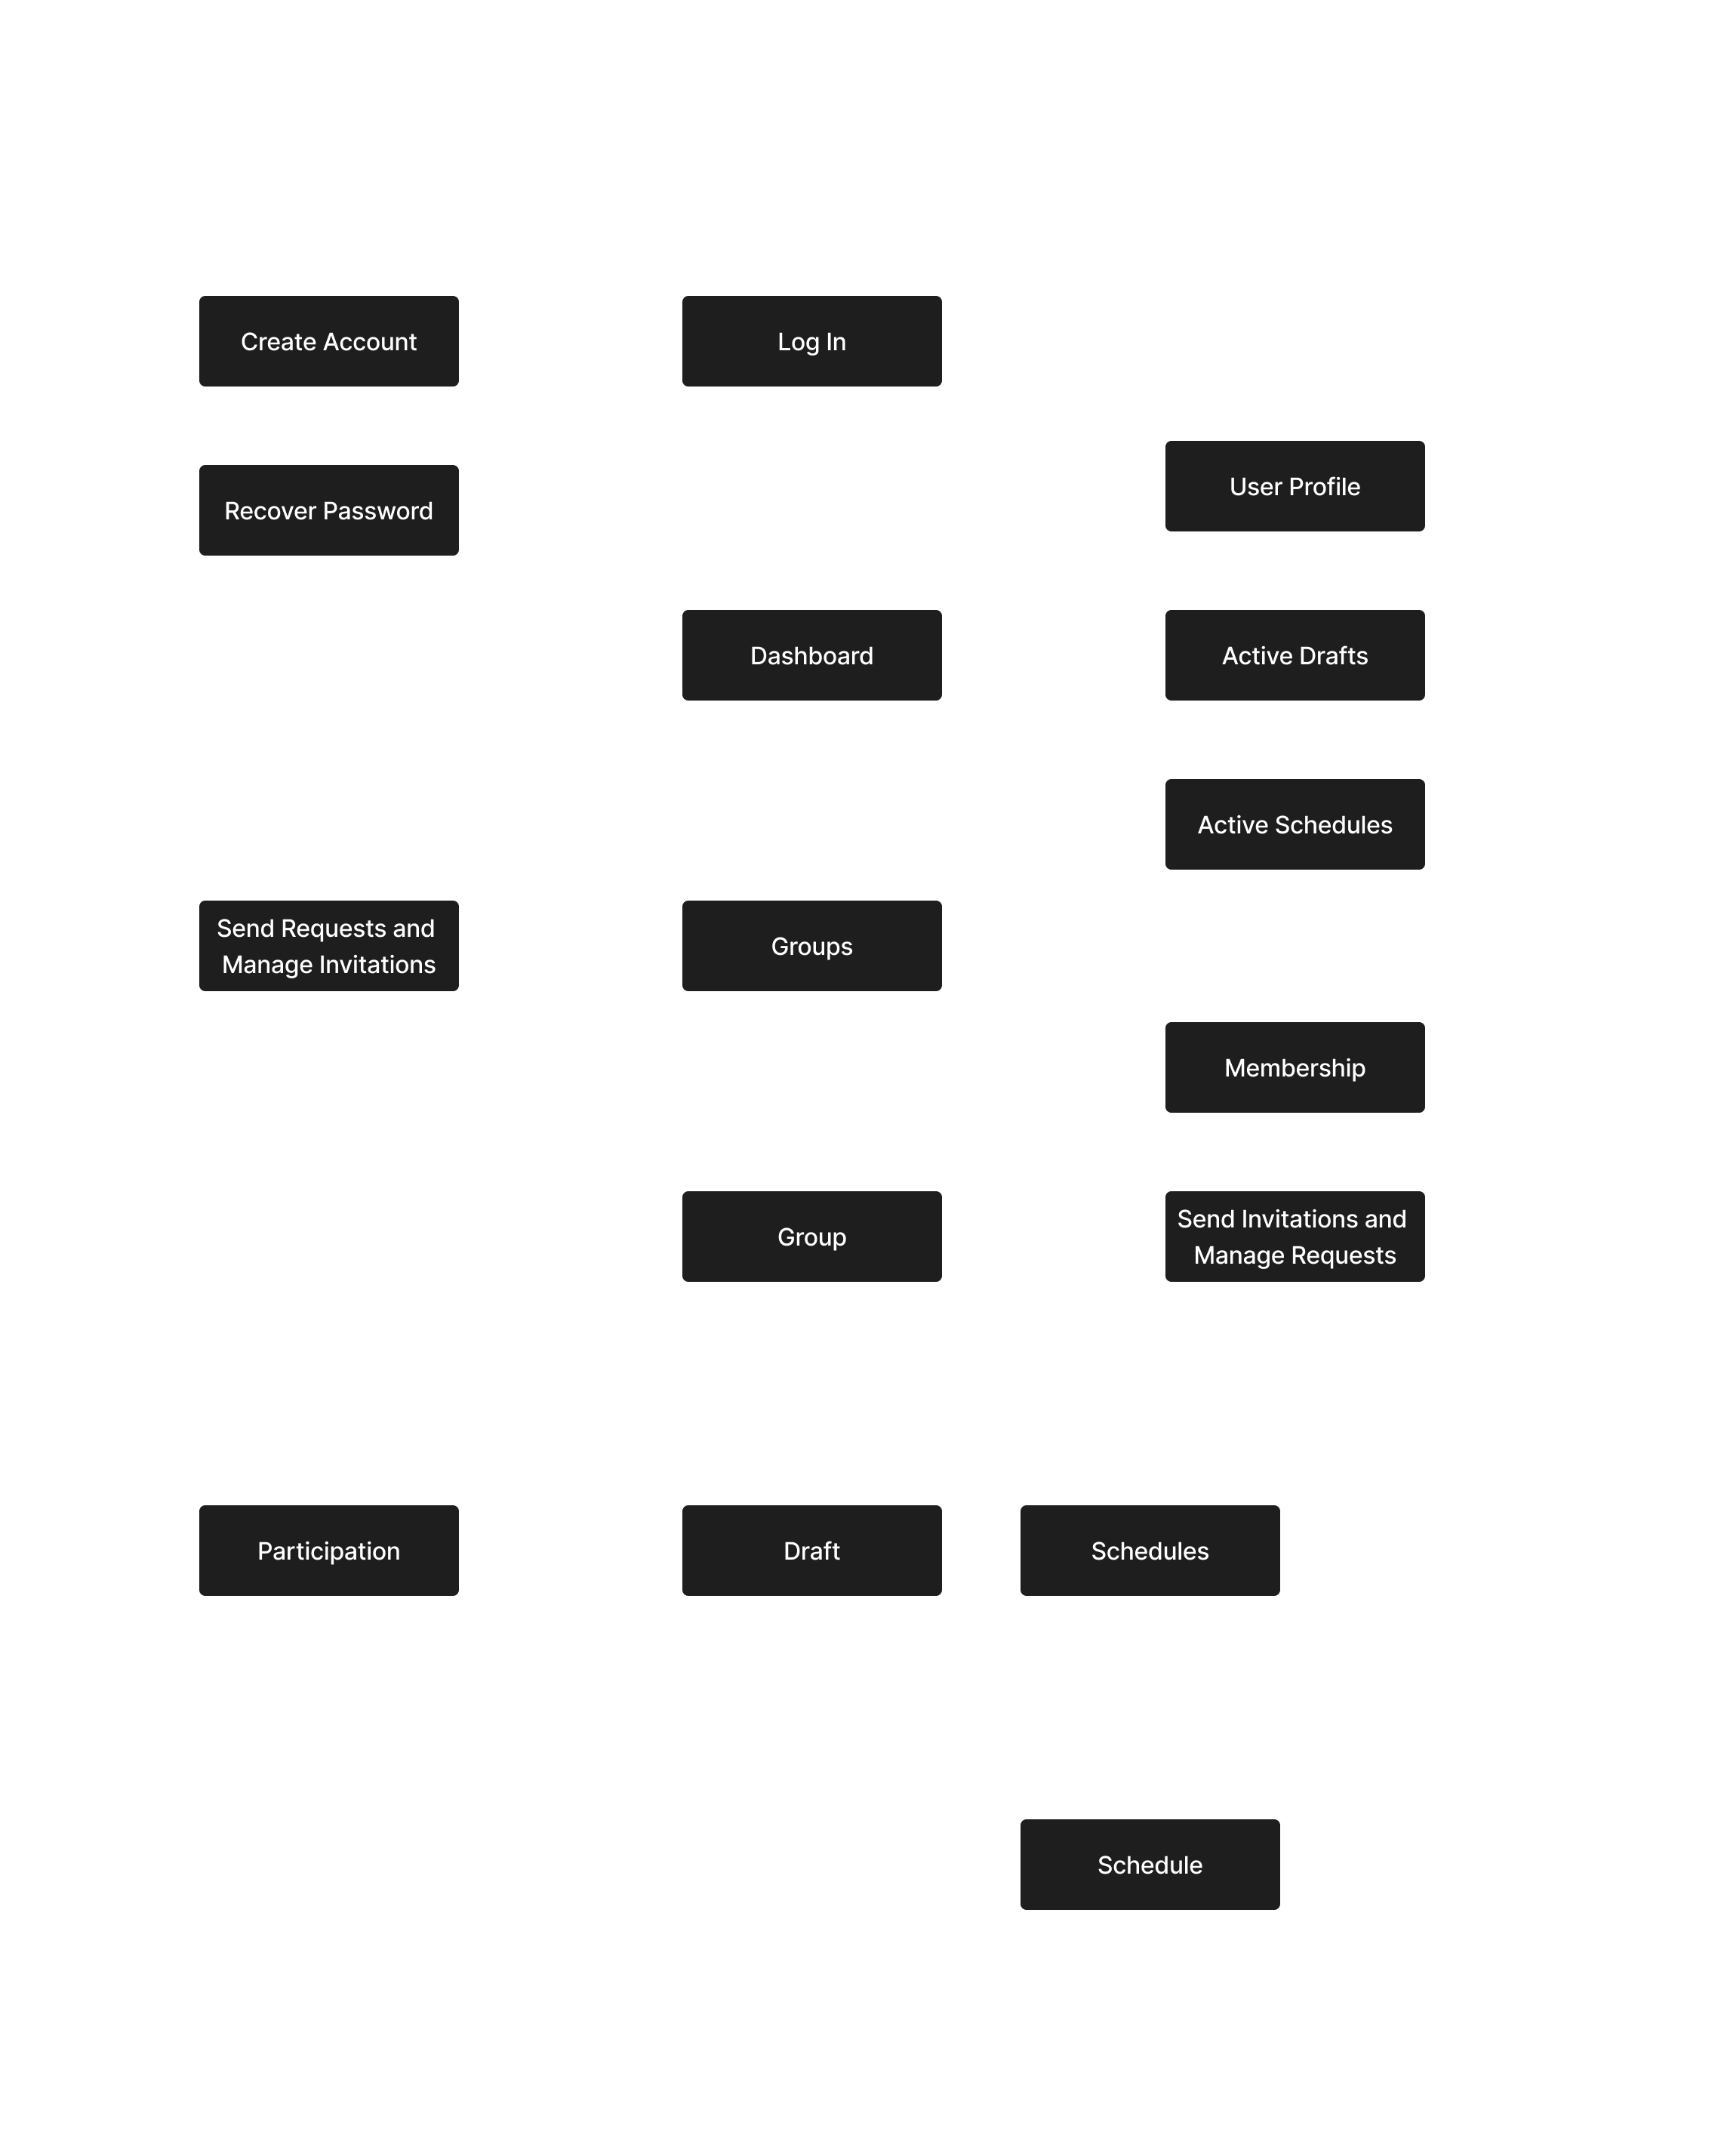 Create Account
Log In
User Profile
Recover Password
Dashboard
Active Drafts
Active Schedules
Send Requests and
Manage Invitations
Groups
Membership
Group
Send Invitations and
Manage Requests
Participation
Draft
Schedules
Schedule